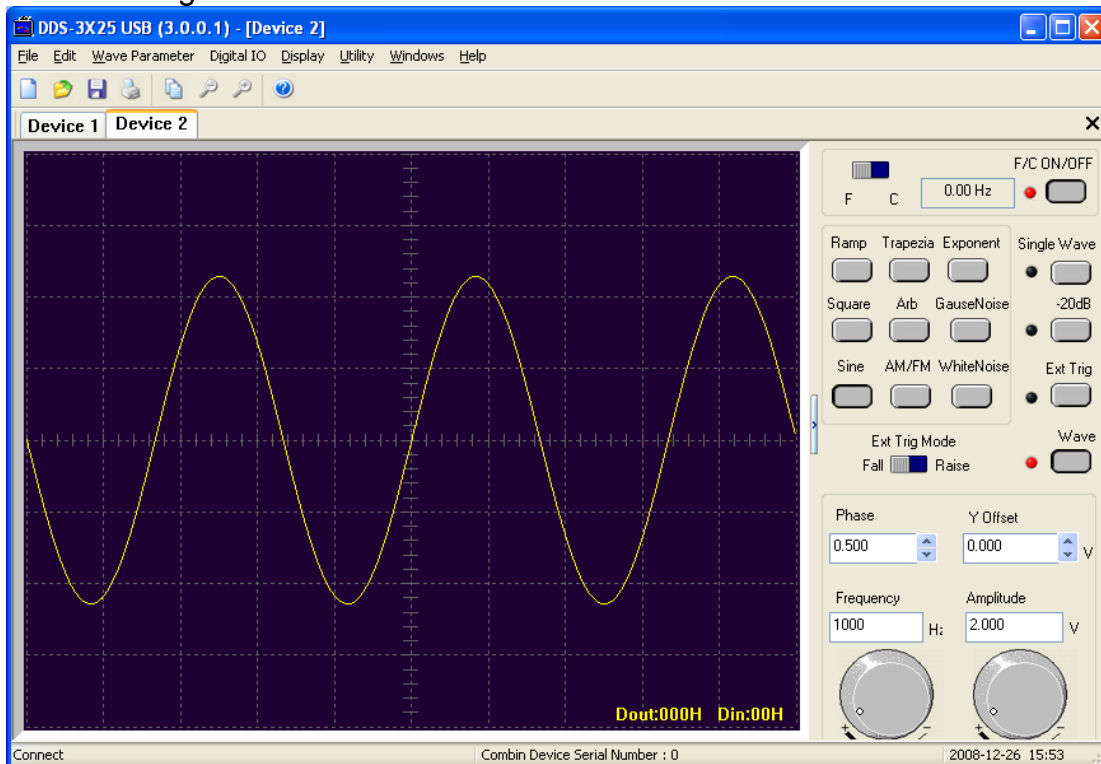 DDS-3X25 USB (3.0.0.1) - [Device 2]
File Edit Wave Parameter Digital IO Display Utility Windows Help
Device 1 Device 2
F/C ON/OFF
F C 0.00 Hz
Ramp Trapezia Exponent Single Wave
Square Arb GauseNoise -20dB
Sine AM/FM WhiteNoise Ext Trig
Ext Trig Mode Wave
Fall Raise
Phase Y Offset
0.500 0.000 V
Frequency Amplitude
1000 Hz 2.000 V
+ - + -
Dout:000H Din:00H
Connect Combin Device Serial Number : 0 2008-12-26 15:53